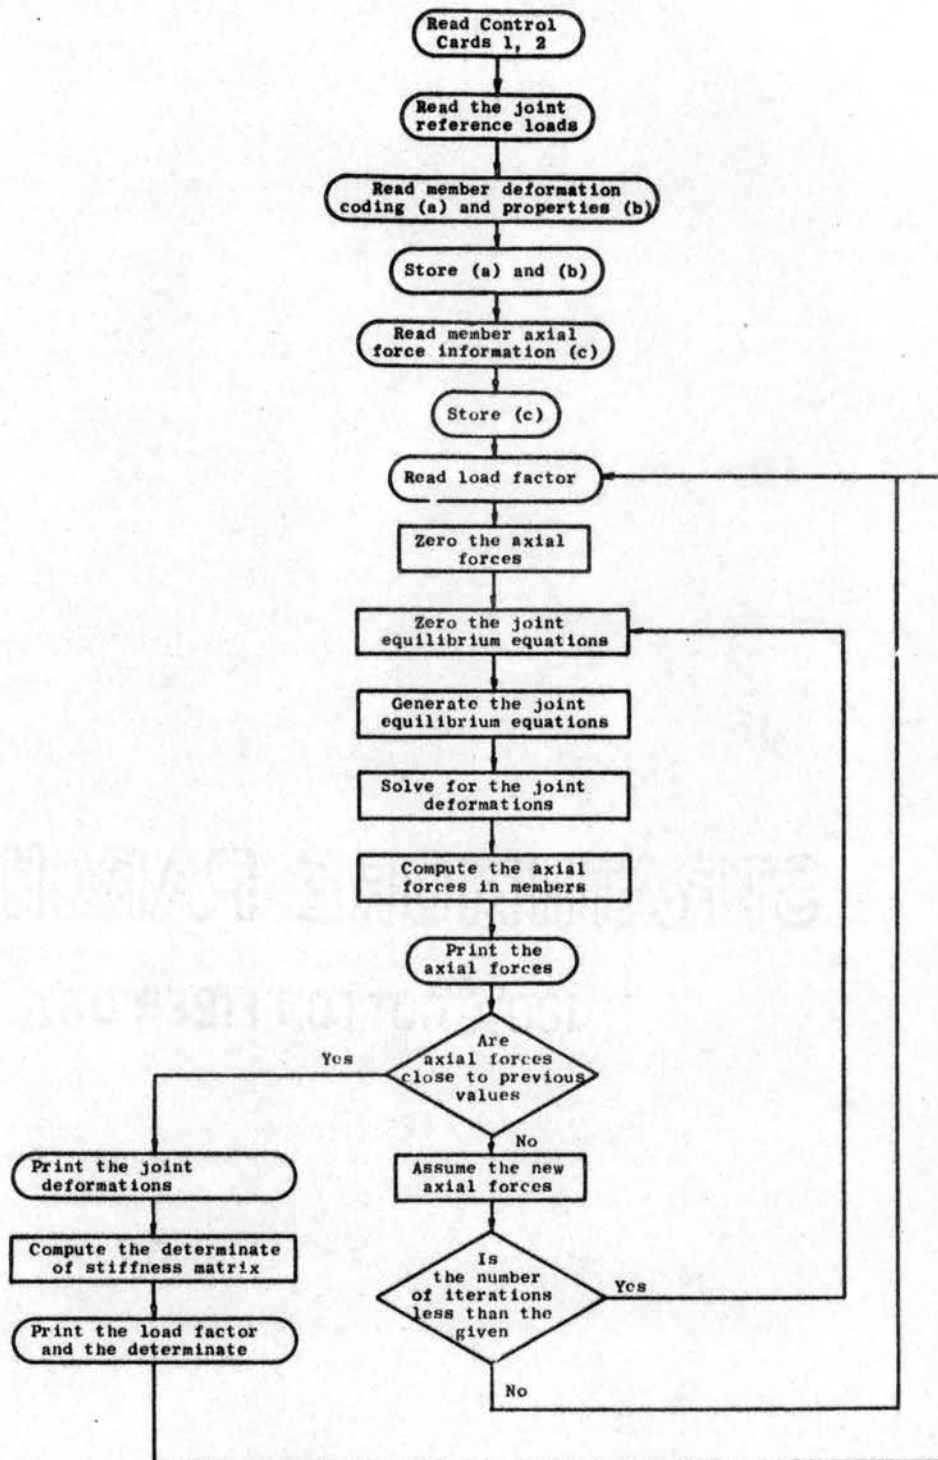 Read Control
Cards 1, 2
Read the joint
reference loads
Read member deformation
coding (a) and properties (b)
Store (a) and (b)
Read member axial
force information (c)
Store (c)
Read load factor
Zero the axial
forces
Zero the joint
equilibrium equations
Generate the joint
equilibrium equations
Solve for the joint
deformations
Compute the axial
forces in members
Print the
axial forces
Are
axial forces
close to previous
values
Yes
No
Print the joint
deformations
Assume the new
axial forces
Compute the determinate
of stiffness matrix
Is
the number
of iterations
less than the
given
Yes
Print the load factor
and the determinate
No